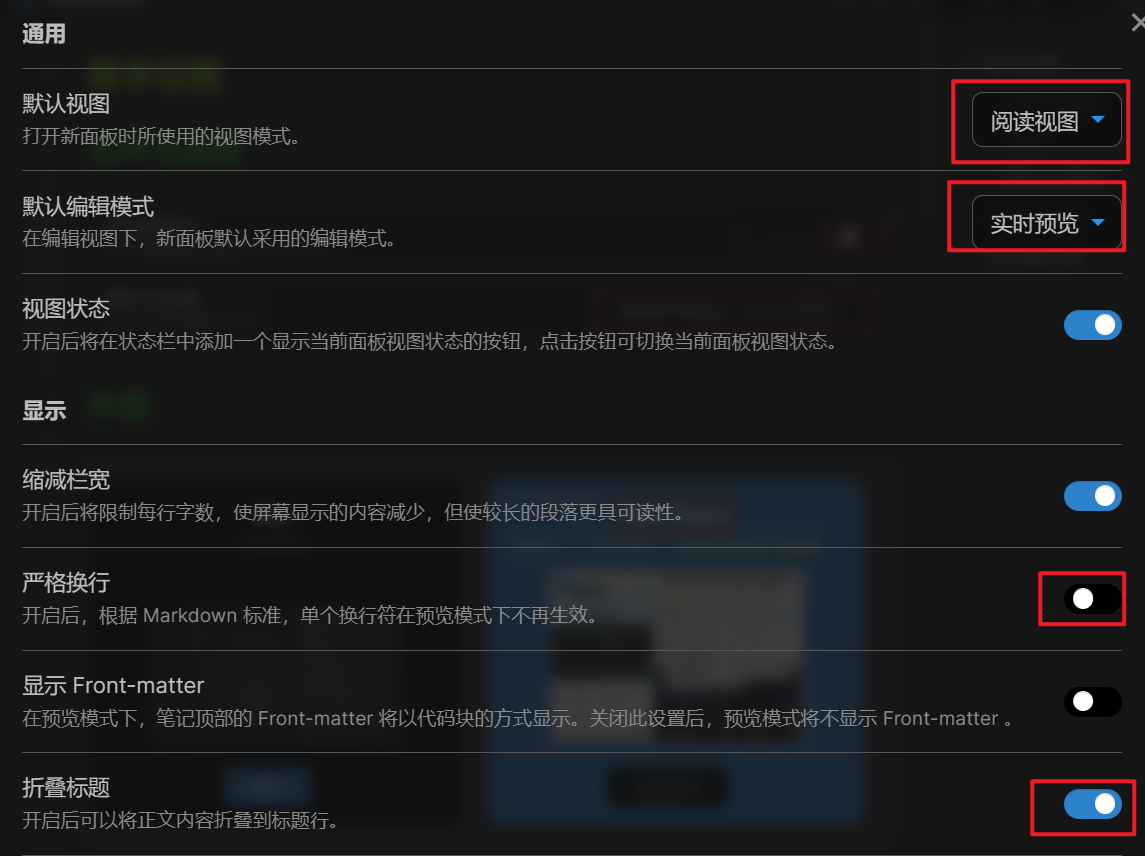 通用
默认视图
打开新面板时所使用的视图模式。
阅读视图
默认编辑模式
在编辑视图下，新面板默认采用的编辑模式。
实时预览
视图状态
开启后将在状态栏中添加一个显示当前面板视图状态的按钮，点击按钮可切换当前面板视图状态。
显示
缩减栏宽
开启后将限制每行字数，使屏幕显示的内容减少，但使较长的段落更具可读性。
严格换行
开启后，根据 Markdown 标准，单个换行符在预览模式下不再生效。
显示 Front-matter
在预览模式下，笔记顶部的 Front-matter 将以代码块的方式显示。关闭此设置后，预览模式将不显示 Front-matter 。
折叠标题
开启后可以将正文内容折叠到标题行。